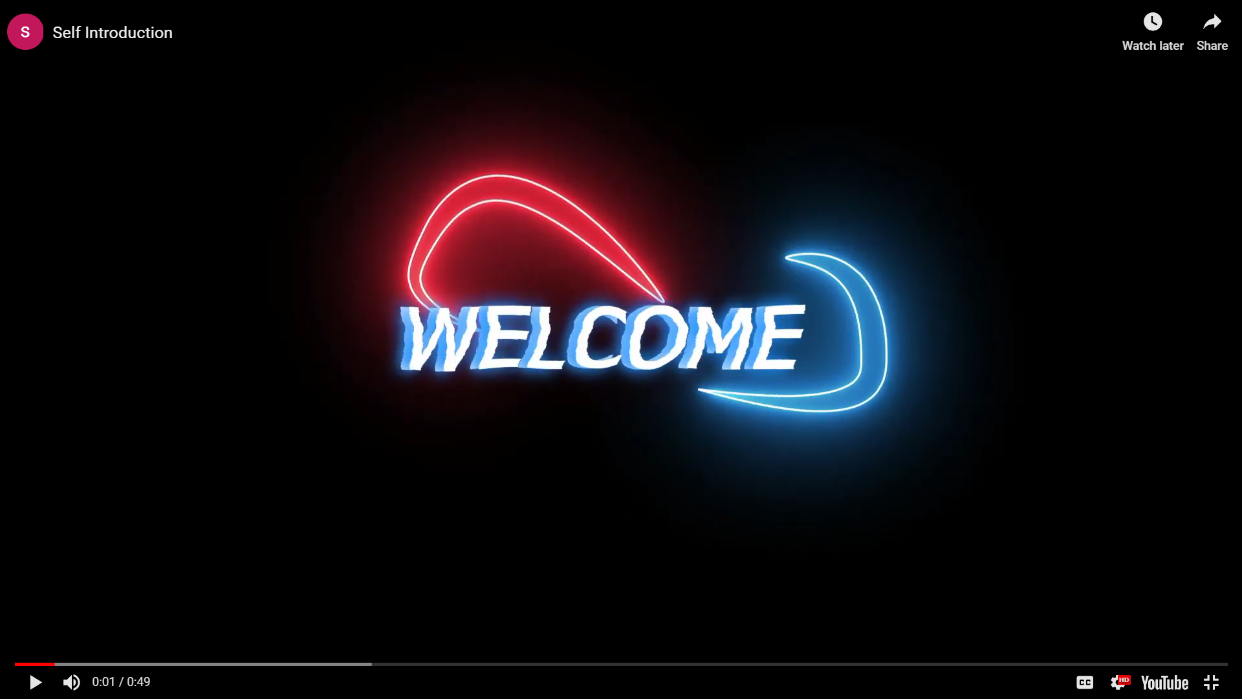 S Self Introduction
Watch later Share
WELCOME
0:01 / 0:49 CC HD YouTube